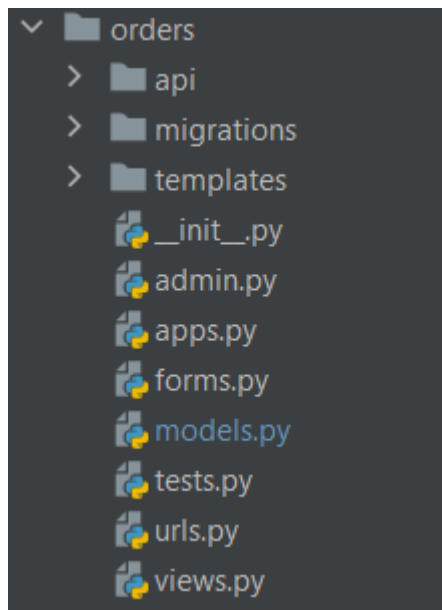 orders
api
migrations
templates
__init__.py
admin.py
apps.py
forms.py
models.py
tests.py
urls.py
views.py